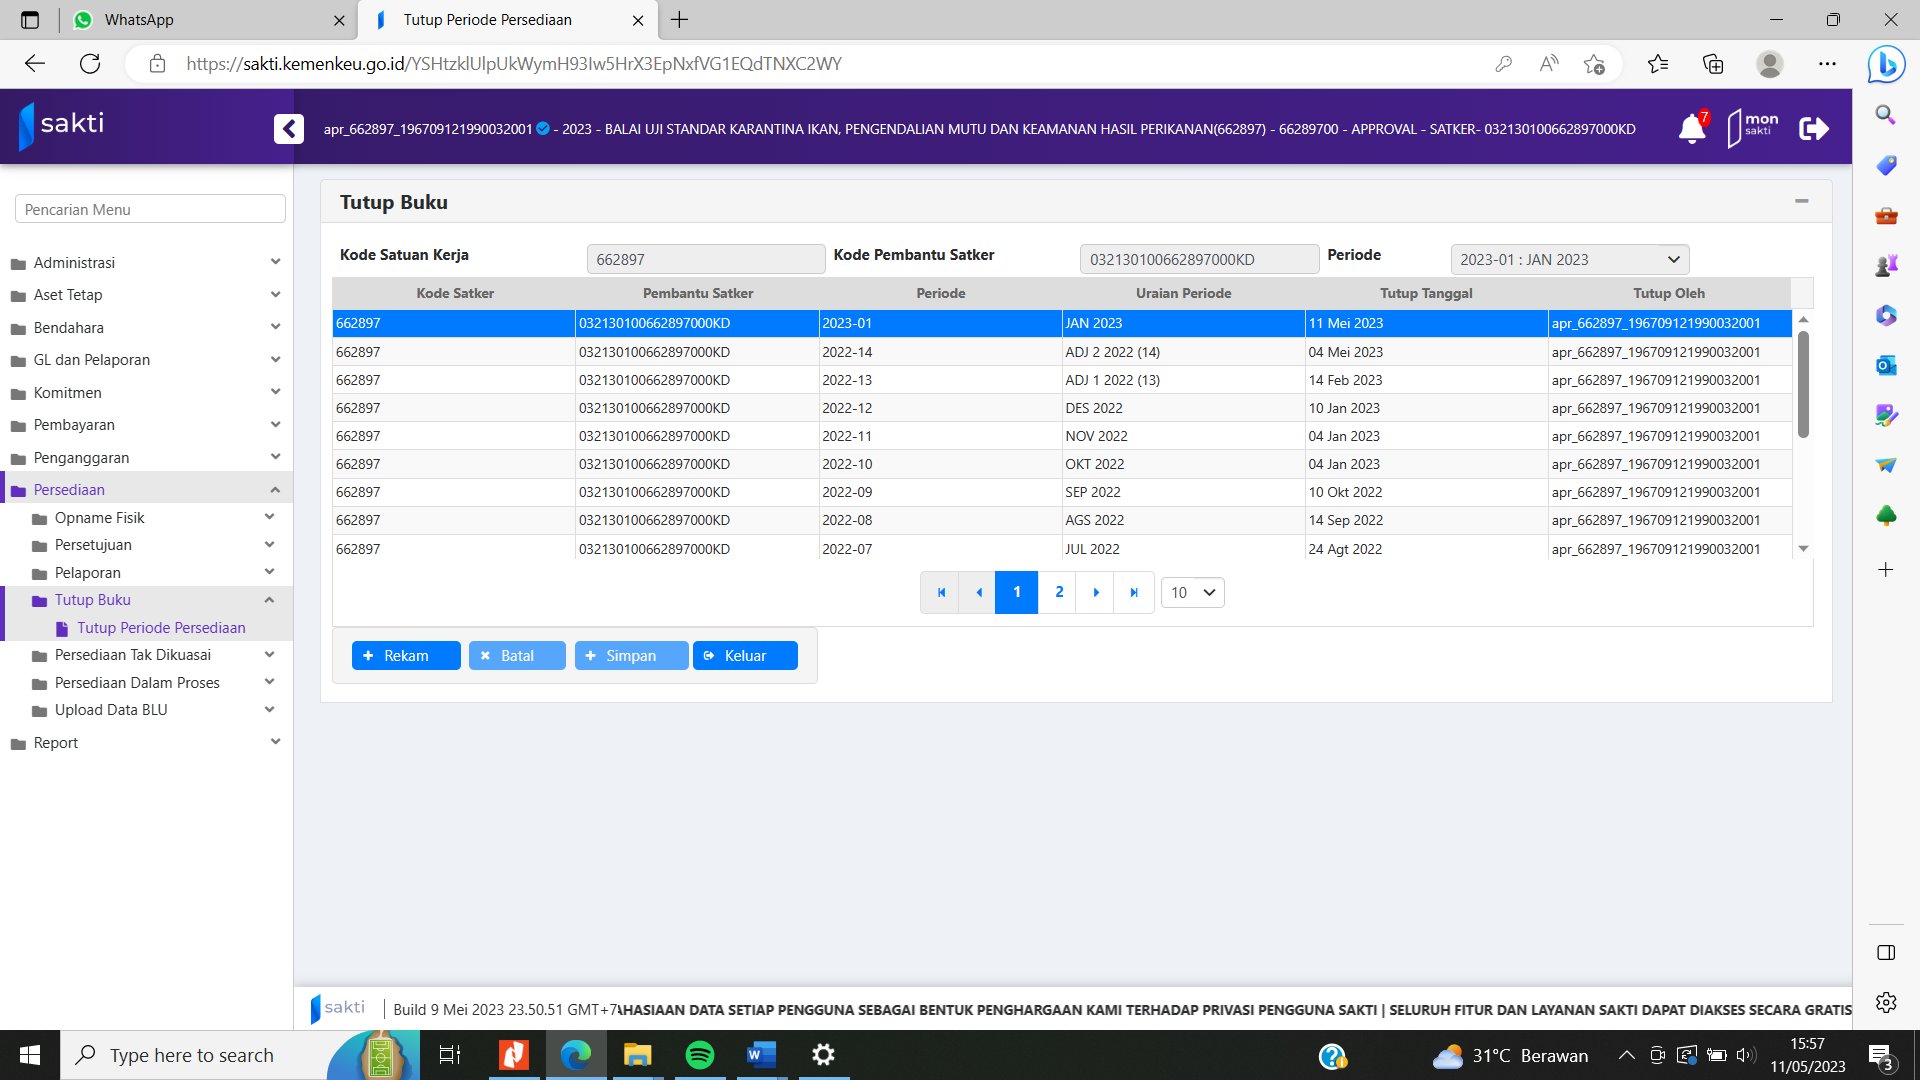 WhatsApp
Tutup Periode Persediaan
https://sakti.kemenkeu.go.id/YSHtzklUlpUkWymH93Iw5HrX3EpNxfVG1EQdTNXC2WY
sakti
apr_662897_196709121990032001 - 2023 - BALAI UJI STANDAR KARANTINA IKAN, PENGENDALIAN MUTU DAN KEAMANAN HASIL PERIKANAN(662897) - 66289700 - APPROVAL - SATKER- 032130100662897000KD
7
mon sakti
Pencarian Menu
Administrasi
Aset Tetap
Bendahara
GL dan Pelaporan
Komitmen
Pembayaran
Penganggaran
Persediaan
Opname Fisik
Persetujuan
Pelaporan
Tutup Buku
Tutup Periode Persediaan
Persediaan Tak Dikuasai
Persediaan Dalam Proses
Upload Data BLU
Report
Tutup Buku
Kode Satuan Kerja 662897 Kode Pembantu Satker 032130100662897000KD Periode 2023-01 : JAN 2023
Kode Satker Pembantu Satker Periode Uraian Periode Tutup Tanggal Tutup Oleh
662897 032130100662897000KD 2023-01 JAN 2023 11 Mei 2023 apr_662897_196709121990032001
662897 032130100662897000KD 2022-14 ADJ 2 2022 (14) 04 Mei 2023 apr_662897_196709121990032001
662897 032130100662897000KD 2022-13 ADJ 1 2022 (13) 14 Feb 2023 apr_662897_196709121990032001
662897 032130100662897000KD 2022-12 DES 2022 10 Jan 2023 apr_662897_196709121990032001
662897 032130100662897000KD 2022-11 NOV 2022 04 Jan 2023 apr_662897_196709121990032001
662897 032130100662897000KD 2022-10 OKT 2022 04 Jan 2023 apr_662897_196709121990032001
662897 032130100662897000KD 2022-09 SEP 2022 10 Okt 2022 apr_662897_196709121990032001
662897 032130100662897000KD 2022-08 AGS 2022 14 Sep 2022 apr_662897_196709121990032001
662897 032130100662897000KD 2022-07 JUL 2022 24 Agt 2022 apr_662897_196709121990032001
1 2 10
Rekam Batal Simpan Keluar
sakti Build 9 Mei 2023 23.50.51 GMT+7 AHASIAAN DATA SETIAP PENGGUNA SEBAGAI BENTUK PENGHARGAAN KAMI TERHADAP PRIVASI PENGGUNA SAKTI | SELURUH FITUR DAN LAYANAN SAKTI DAPAT DIAKSES SECARA GRATIS
Type here to search
31°C Berawan
15:57
11/05/2023
3